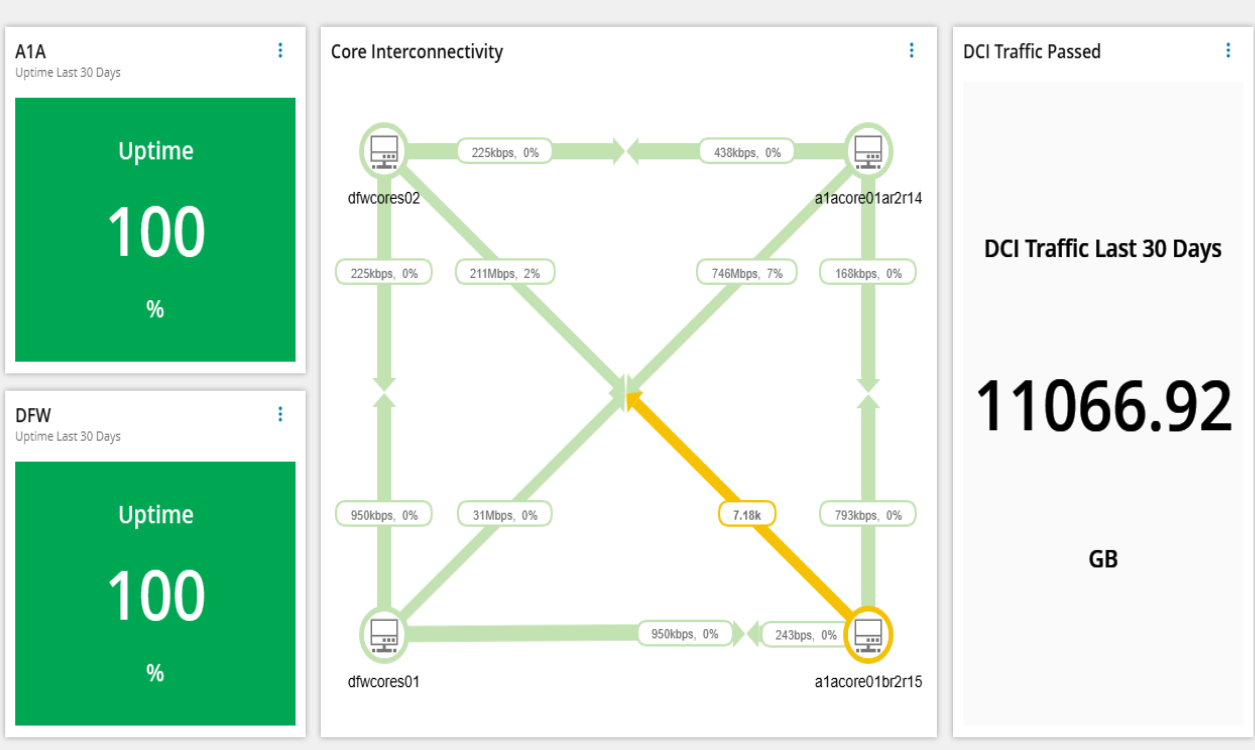 A1A
Uptime Last 30 Days
Uptime
100
%
DFW
Uptime Last 30 Days
Uptime
100
%
Core Interconnectivity
225kbps, 0%
438kbps, 0%
dfwcores02
a1acore01ar2r14
225kbps, 0%
211Mbps, 2%
746Mbps, 7%
168kbps, 0%
950kbps, 0%
31Mbps, 0%
7.18k
793kbps, 0%
950kbps, 0%
243bps, 0%
dfwcores01
a1acore01br2r15
DCI Traffic Passed
DCI Traffic Last 30 Days
11066.92
GB